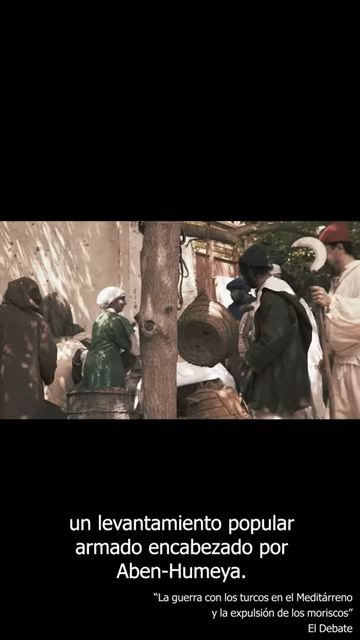 un levantamiento popular
armado encabezado por
Aben-Humeya.
"La guerra con los turcos en el Meditárreno
y la expulsión de los moriscos"
El Debate